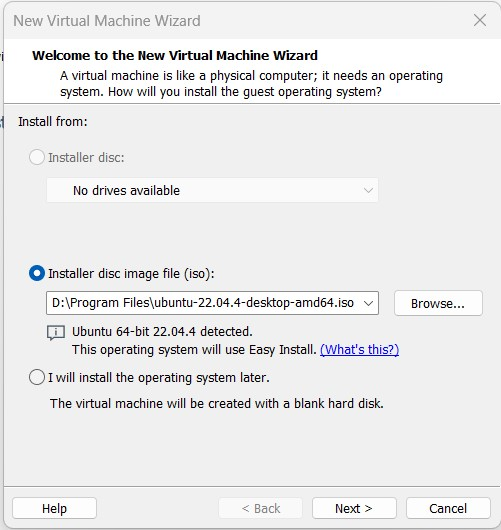 New Virtual Machine Wizard
Welcome to the New Virtual Machine Wizard
A virtual machine is like a physical computer; it needs an operating
system. How will you install the guest operating system?
Install from:
Installer disc:
No drives available
Installer disc image file (iso):
D:\Program Files\ubuntu-22.04.4-desktop-amd64.iso
Browse...
Ubuntu 64-bit 22.04.4 detected.
This operating system will use Easy Install. (What's this?)
I will install the operating system later.
The virtual machine will be created with a blank hard disk.
Help
< Back
Next >
Cancel